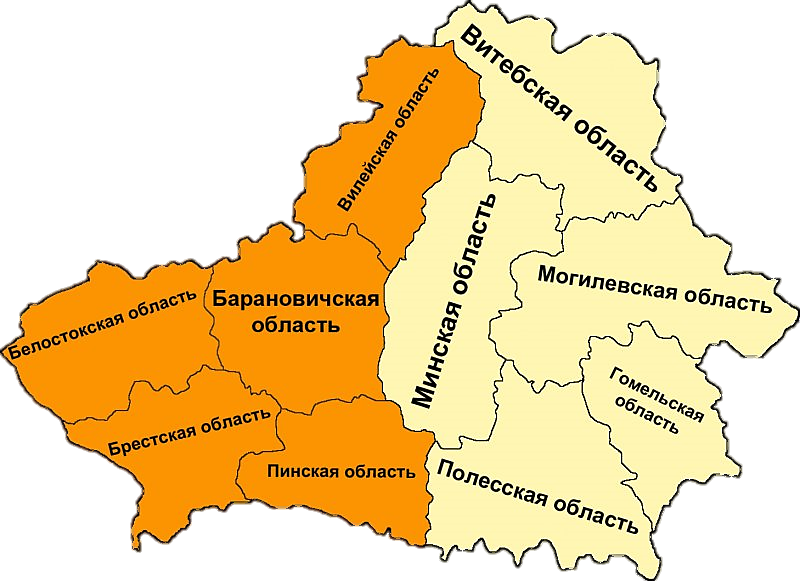 Витебская область
Вилейская область
Минская область
Могилевская область
Барановичская
область
Белостокская область
Гомельская
область
Брестская область
Пинская область
Полесская область